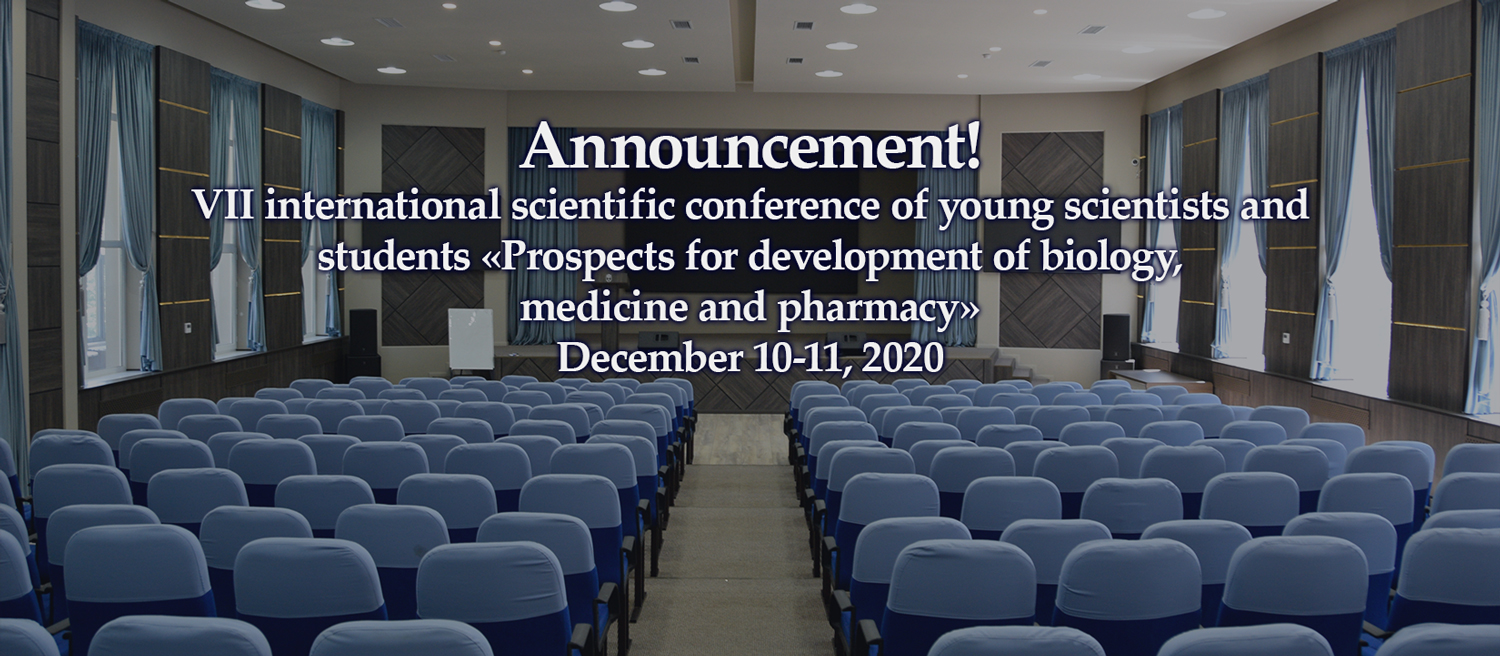 Announcement!
VII international scientific conference of young scientists and
students «Prospects for development of biology,
medicine and pharmacy»
December 10-11, 2020